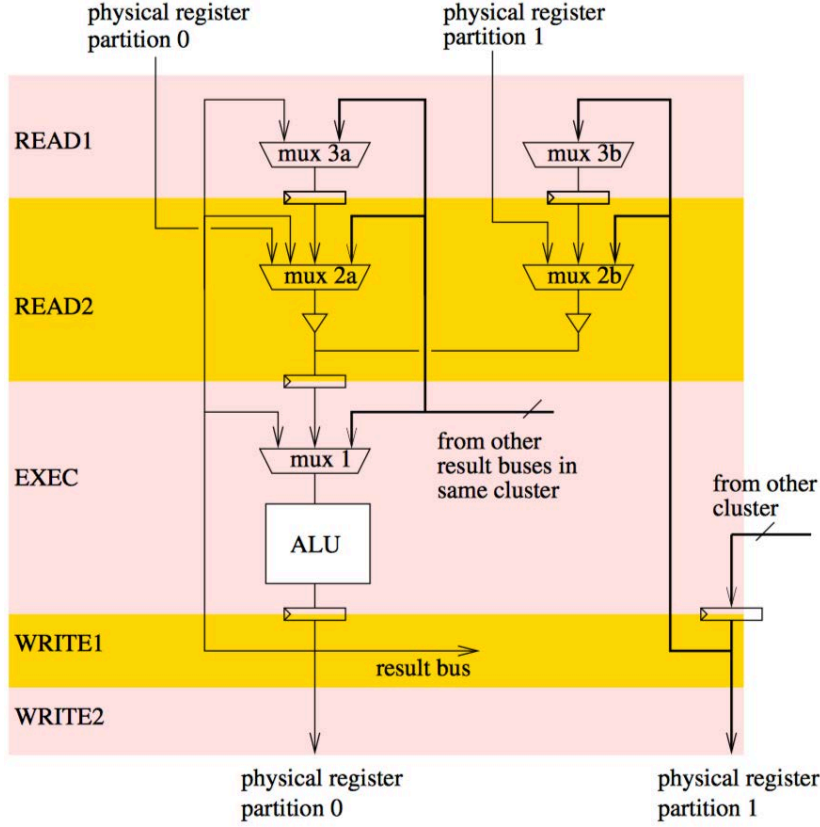 physical register
partition 0
physical register
partition 1
READ1
mux 3a
mux 3b
READ2
mux 2a
mux 2b
EXEC
mux 1
from other
result buses in
same cluster
from other
cluster
ALU
WRITE1
result bus
WRITE2
physical register
partition 0
physical register
partition 1